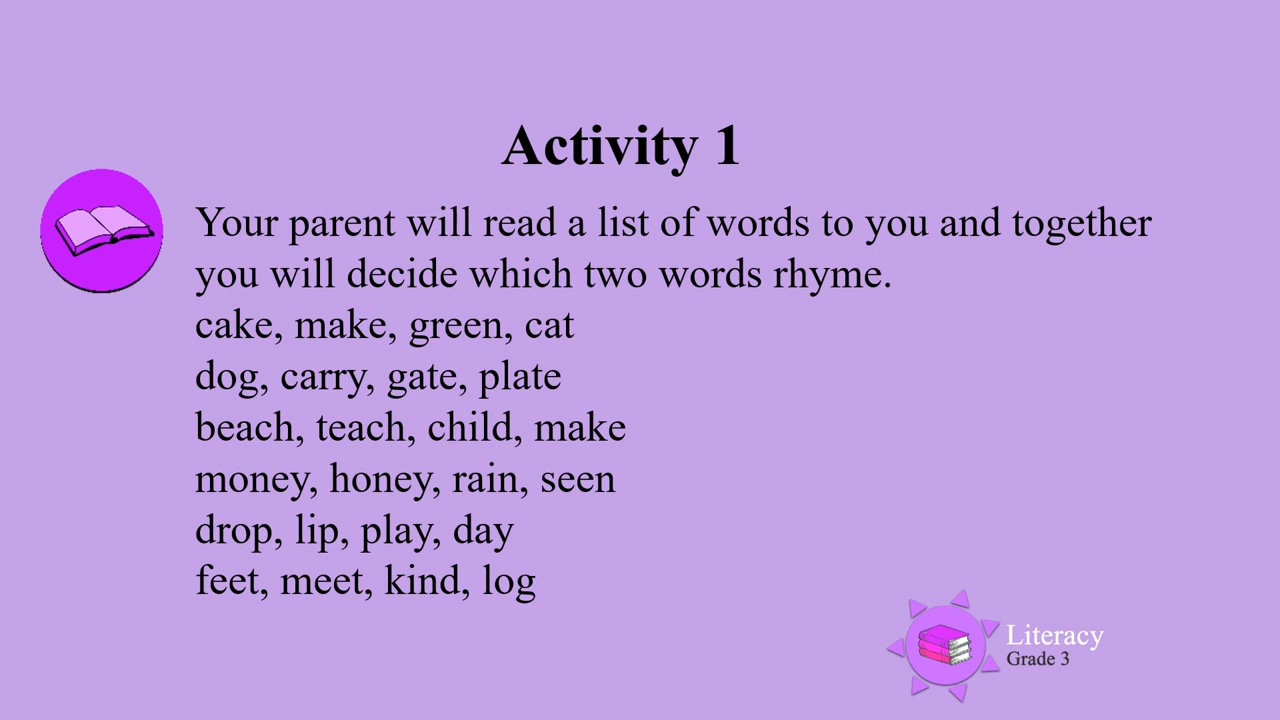 Activity 1
Your parent will read a list of words to you and together
you will decide which two words rhyme.
cake, make, green, cat
dog, carry, gate, plate
beach, teach, child, make
money, honey, rain, seen
drop, lip, play, day
feet, meet, kind, log
Literacy
Grade 3